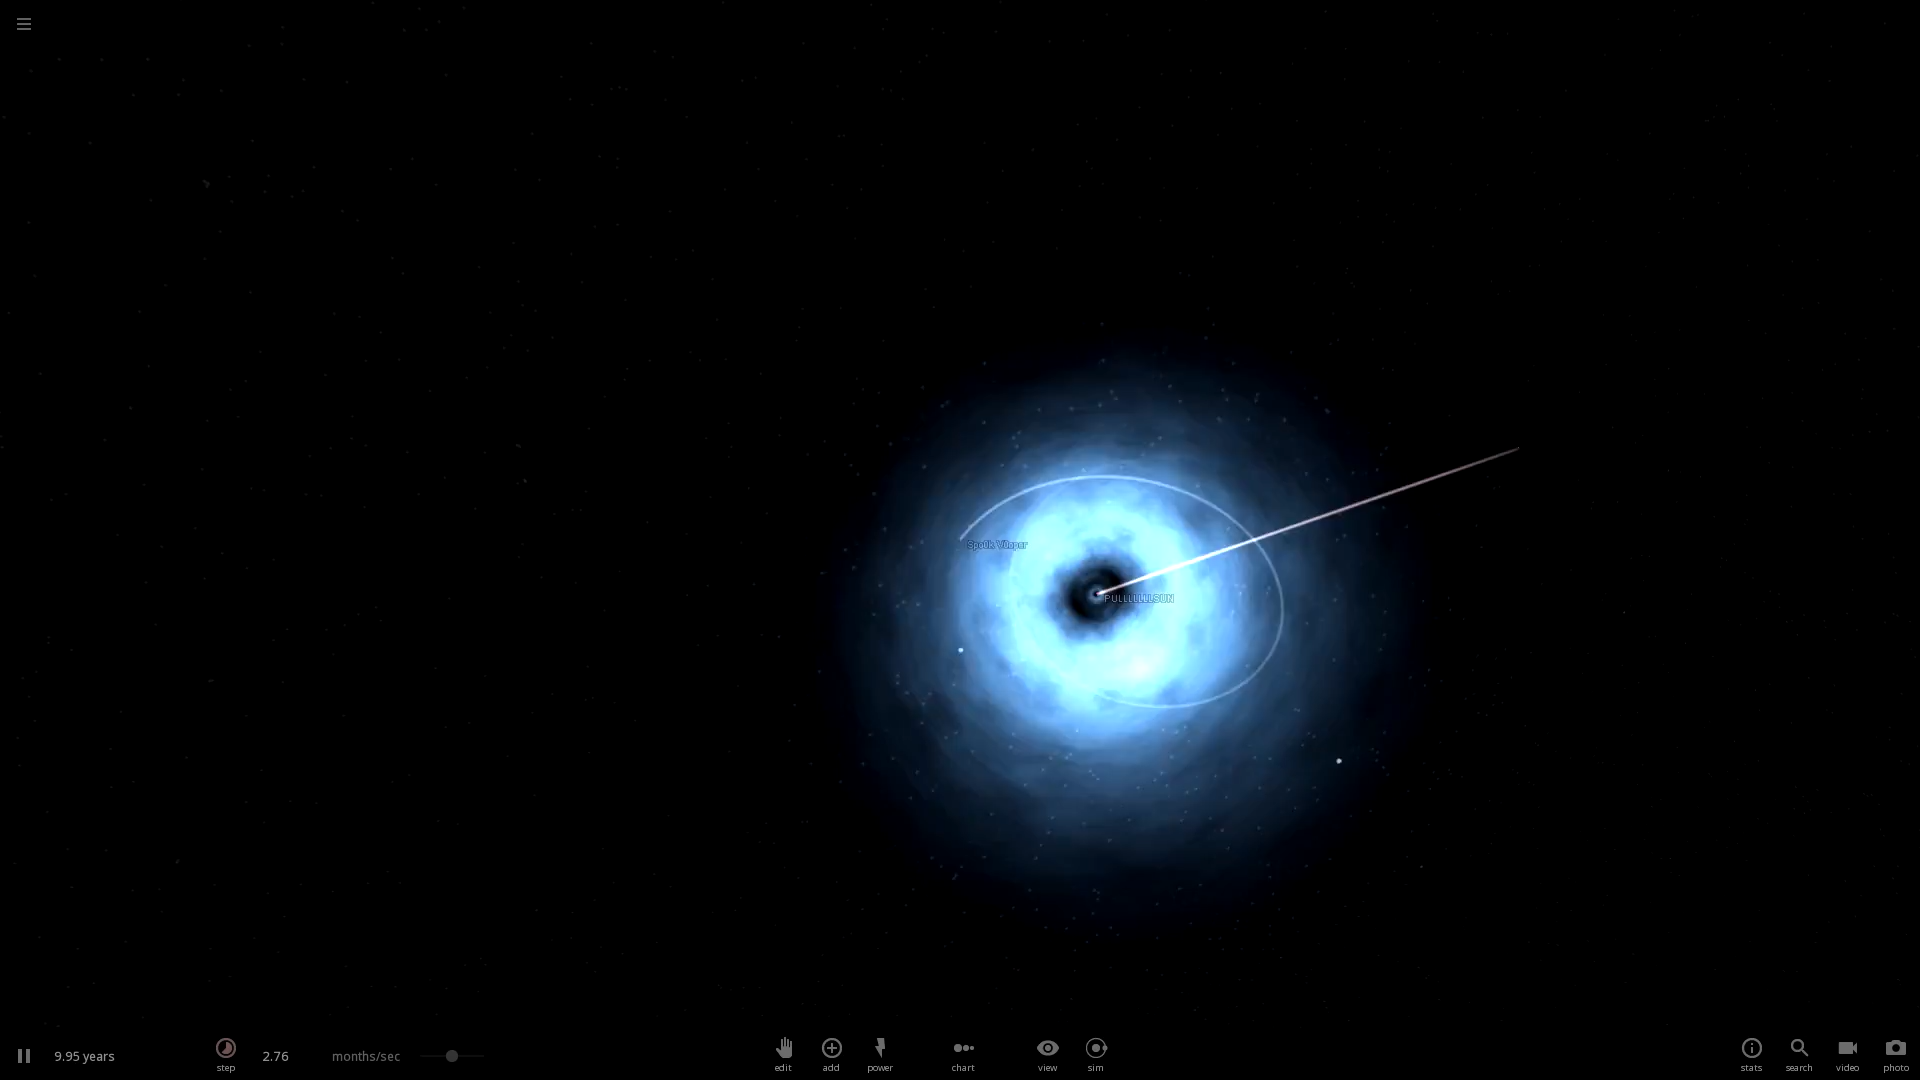 PULLLLLLLSUN
9.95 years
step
2.76
months/sec
edit
add
power
chart
view
sim
stats
search
video
photo